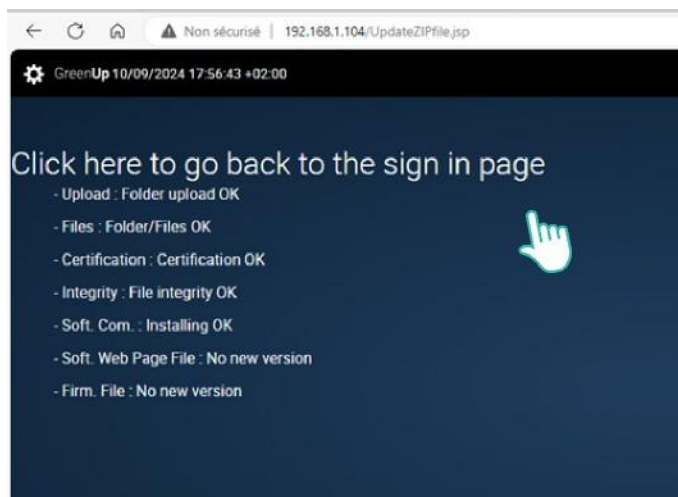 Non sécurisé 192.168.1.104/UpdateZIPfile.jsp
GreenUp 10/09/2024 17:56:43 +02:00
Click here to go back to the sign in page
- Upload : Folder upload OK
- Files : Folder/Files OK
- Certification : Certification OK
- Integrity : File integrity OK
- Soft. Com. : Installing OK
- Soft. Web Page File : No new version
- Firm. File : No new version